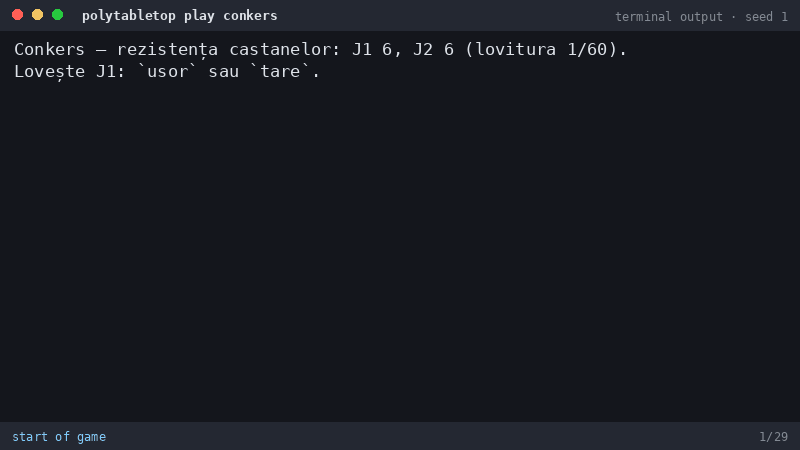 polytabletop play conkers
terminal output · seed 1
Conkers — rezistența castanelor: J1 6, J2 6 (lovitura 1/60).
Lovește J1: `usor` sau `tare`.
start of game
1/29